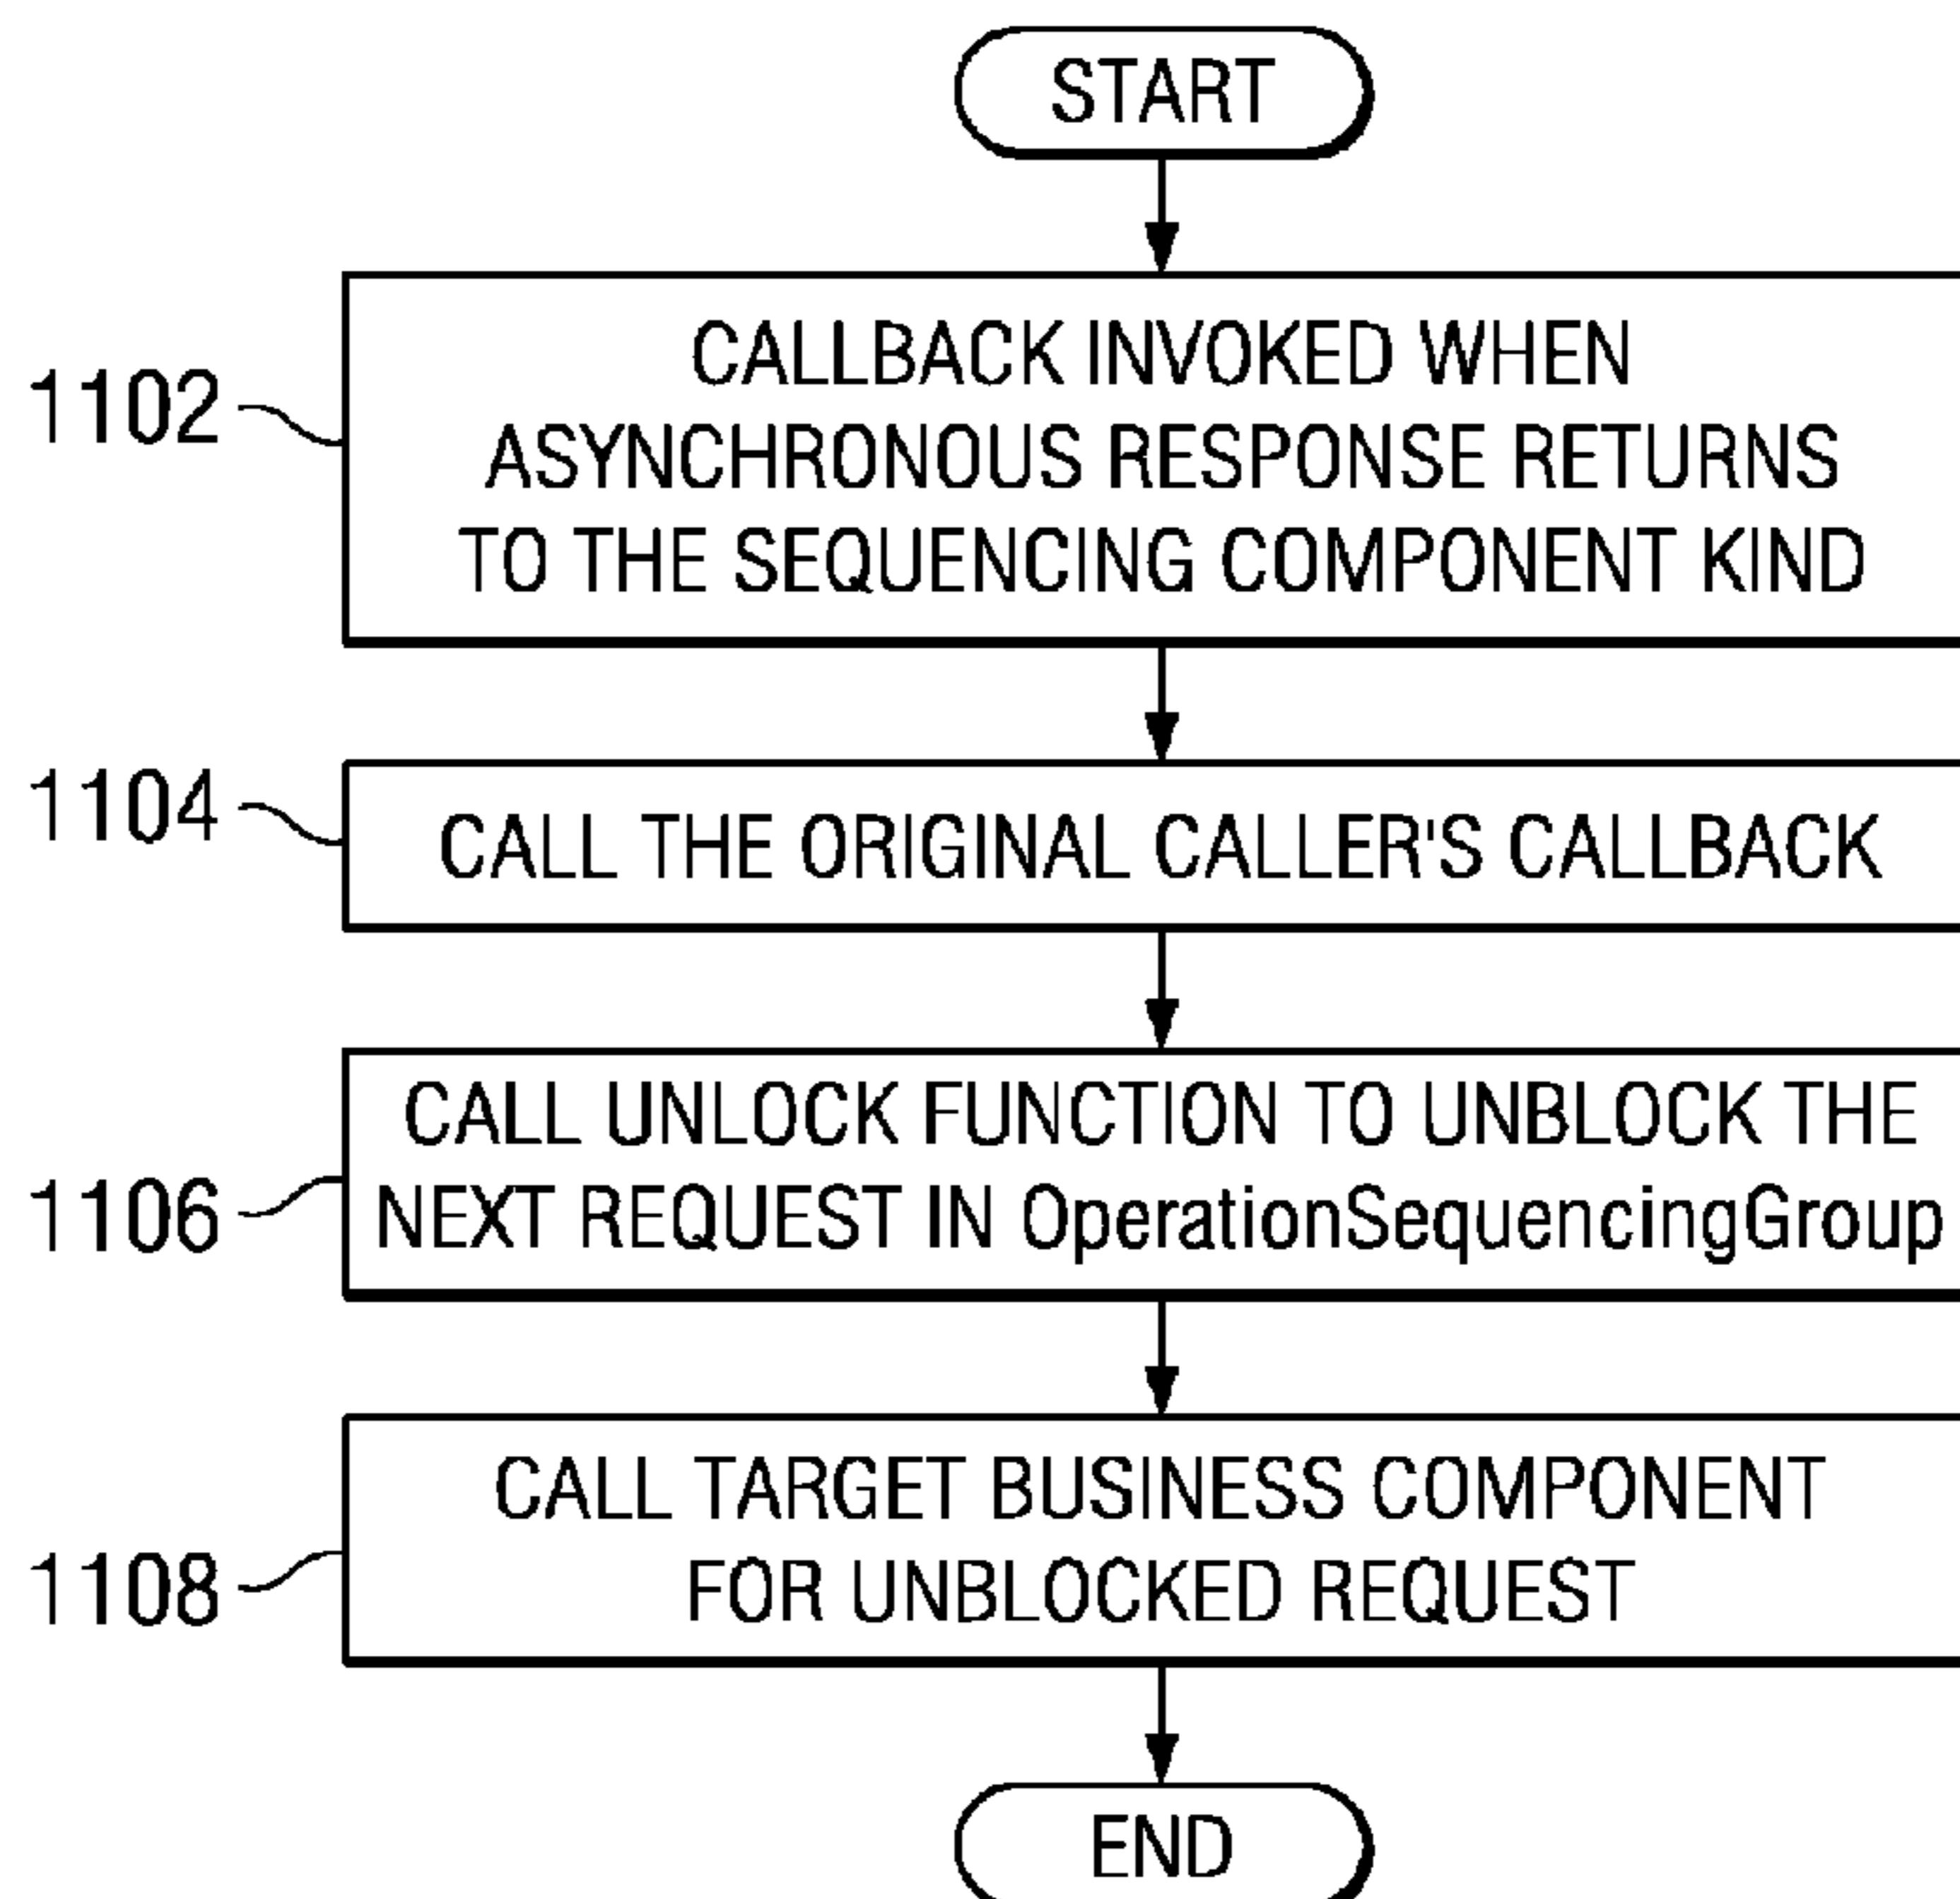 START
1102
CALLBACK INVOKED WHEN
ASYNCHRONOUS RESPONSE RETURNS
TO THE SEQUENCING COMPONENT KIND
1104
CALL THE ORIGINAL CALLER'S CALLBACK
1106
CALL UNLOCK FUNCTION TO UNBLOCK THE
NEXT REQUEST IN OperationSequencingGroup
1108
CALL TARGET BUSINESS COMPONENT
FOR UNBLOCKED REQUEST
END